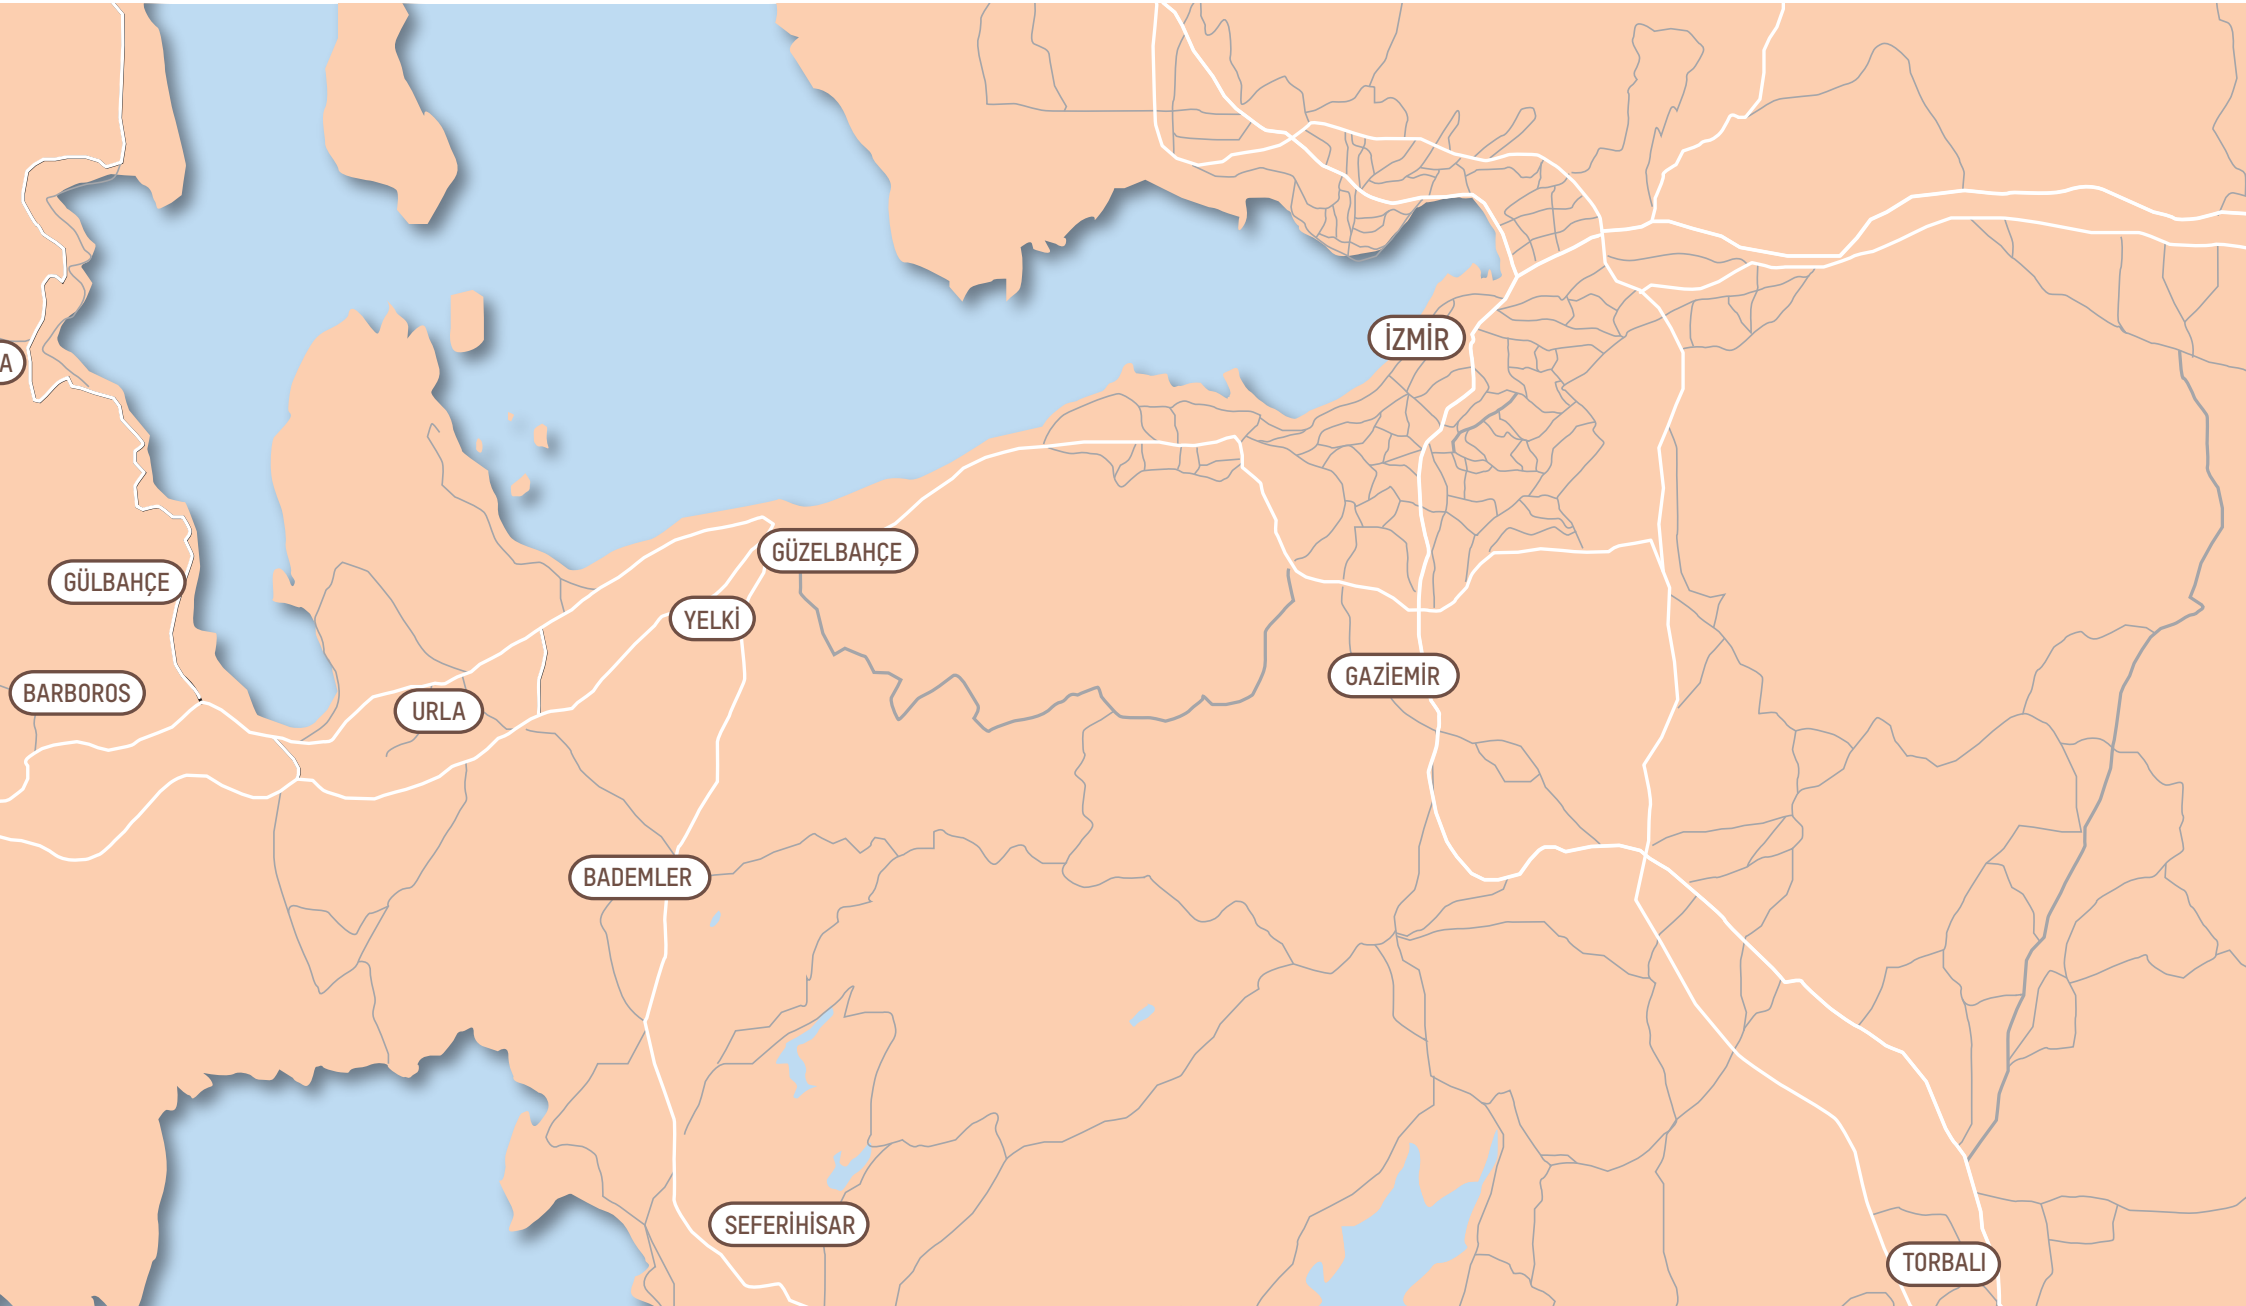 İZMİR
A
GÜZELBAHÇE
GÜLBAHÇE
YELKİ
GAZİEMİR
BARBOROS
URLA
BADEMLER
SEFERİHİSAR
TORBALI